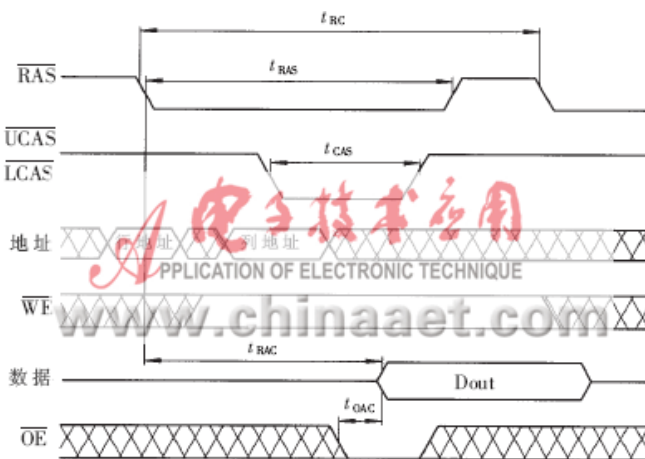 tRC
RAS
tRAS
UCAS
LCAS
tCAS
电子技术应用
地址
行地址
列地址
APPLICATION OF ELECTRONIC TECHNIQUE
WE
www.chinaaet.com
tRAC
数据
Dout
tOAC
OE